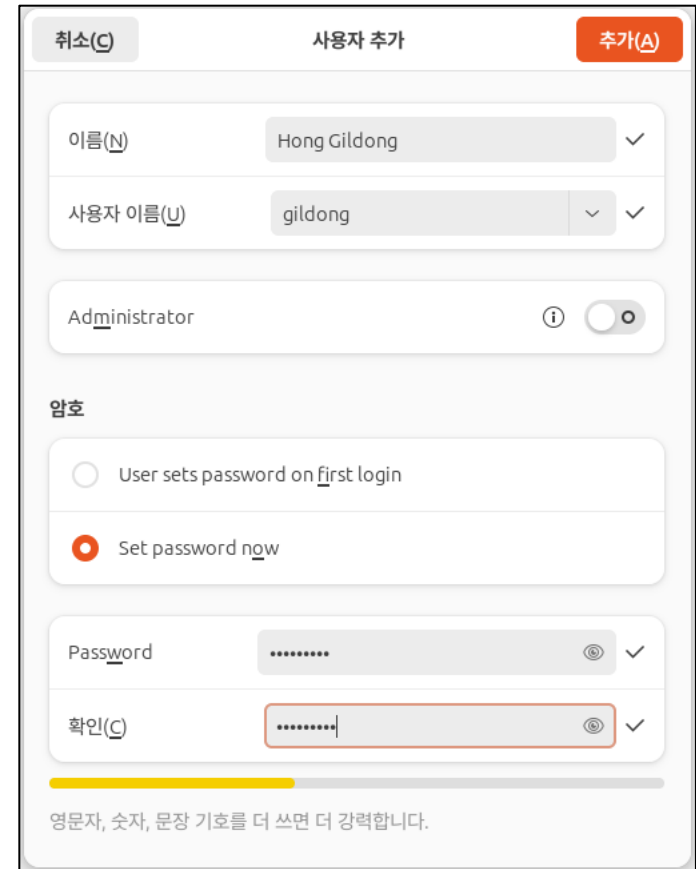 취소(C) 사용자 추가 추가(A)
이름(N) Hong Gildong
사용자 이름(U) gildong
Administrator
암호
User sets password on first login
Set password now
Password •••••••••
확인(C) •••••••••
영문자, 숫자, 문장 기호를 더 쓰면 더 강력합니다.